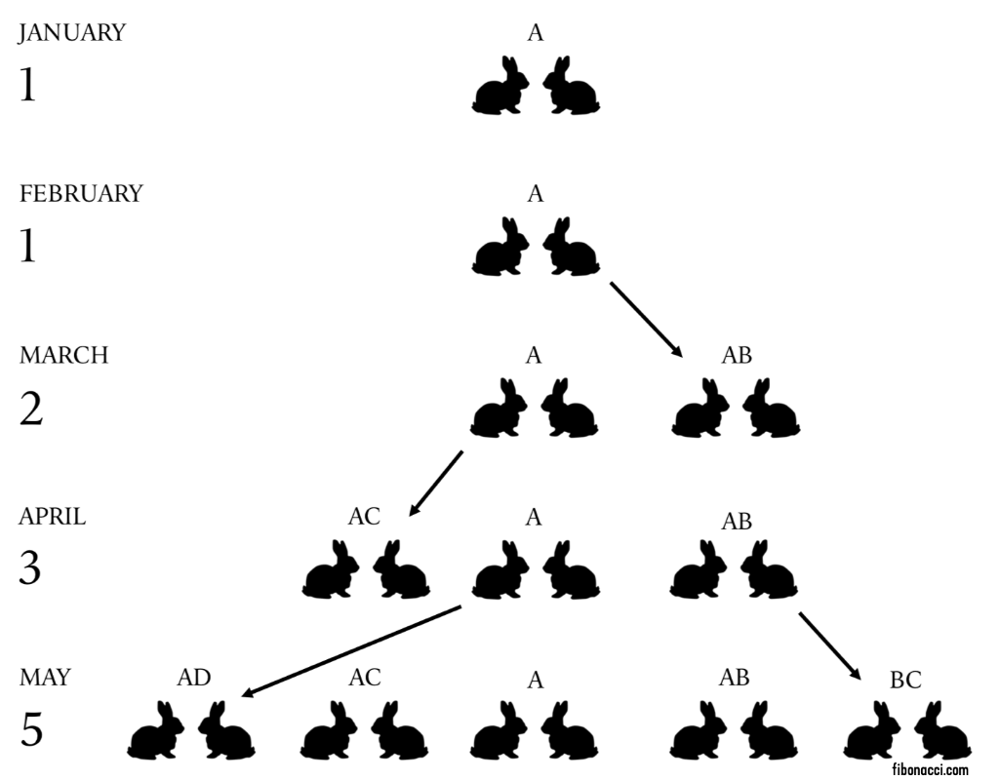 JANUARY
A
1
FEBRUARY
A
1
MARCH
A
AB
2
APRIL
AC
A
AB
3
MAY
AD
AC
A
AB
BC
5
fibonacci.com